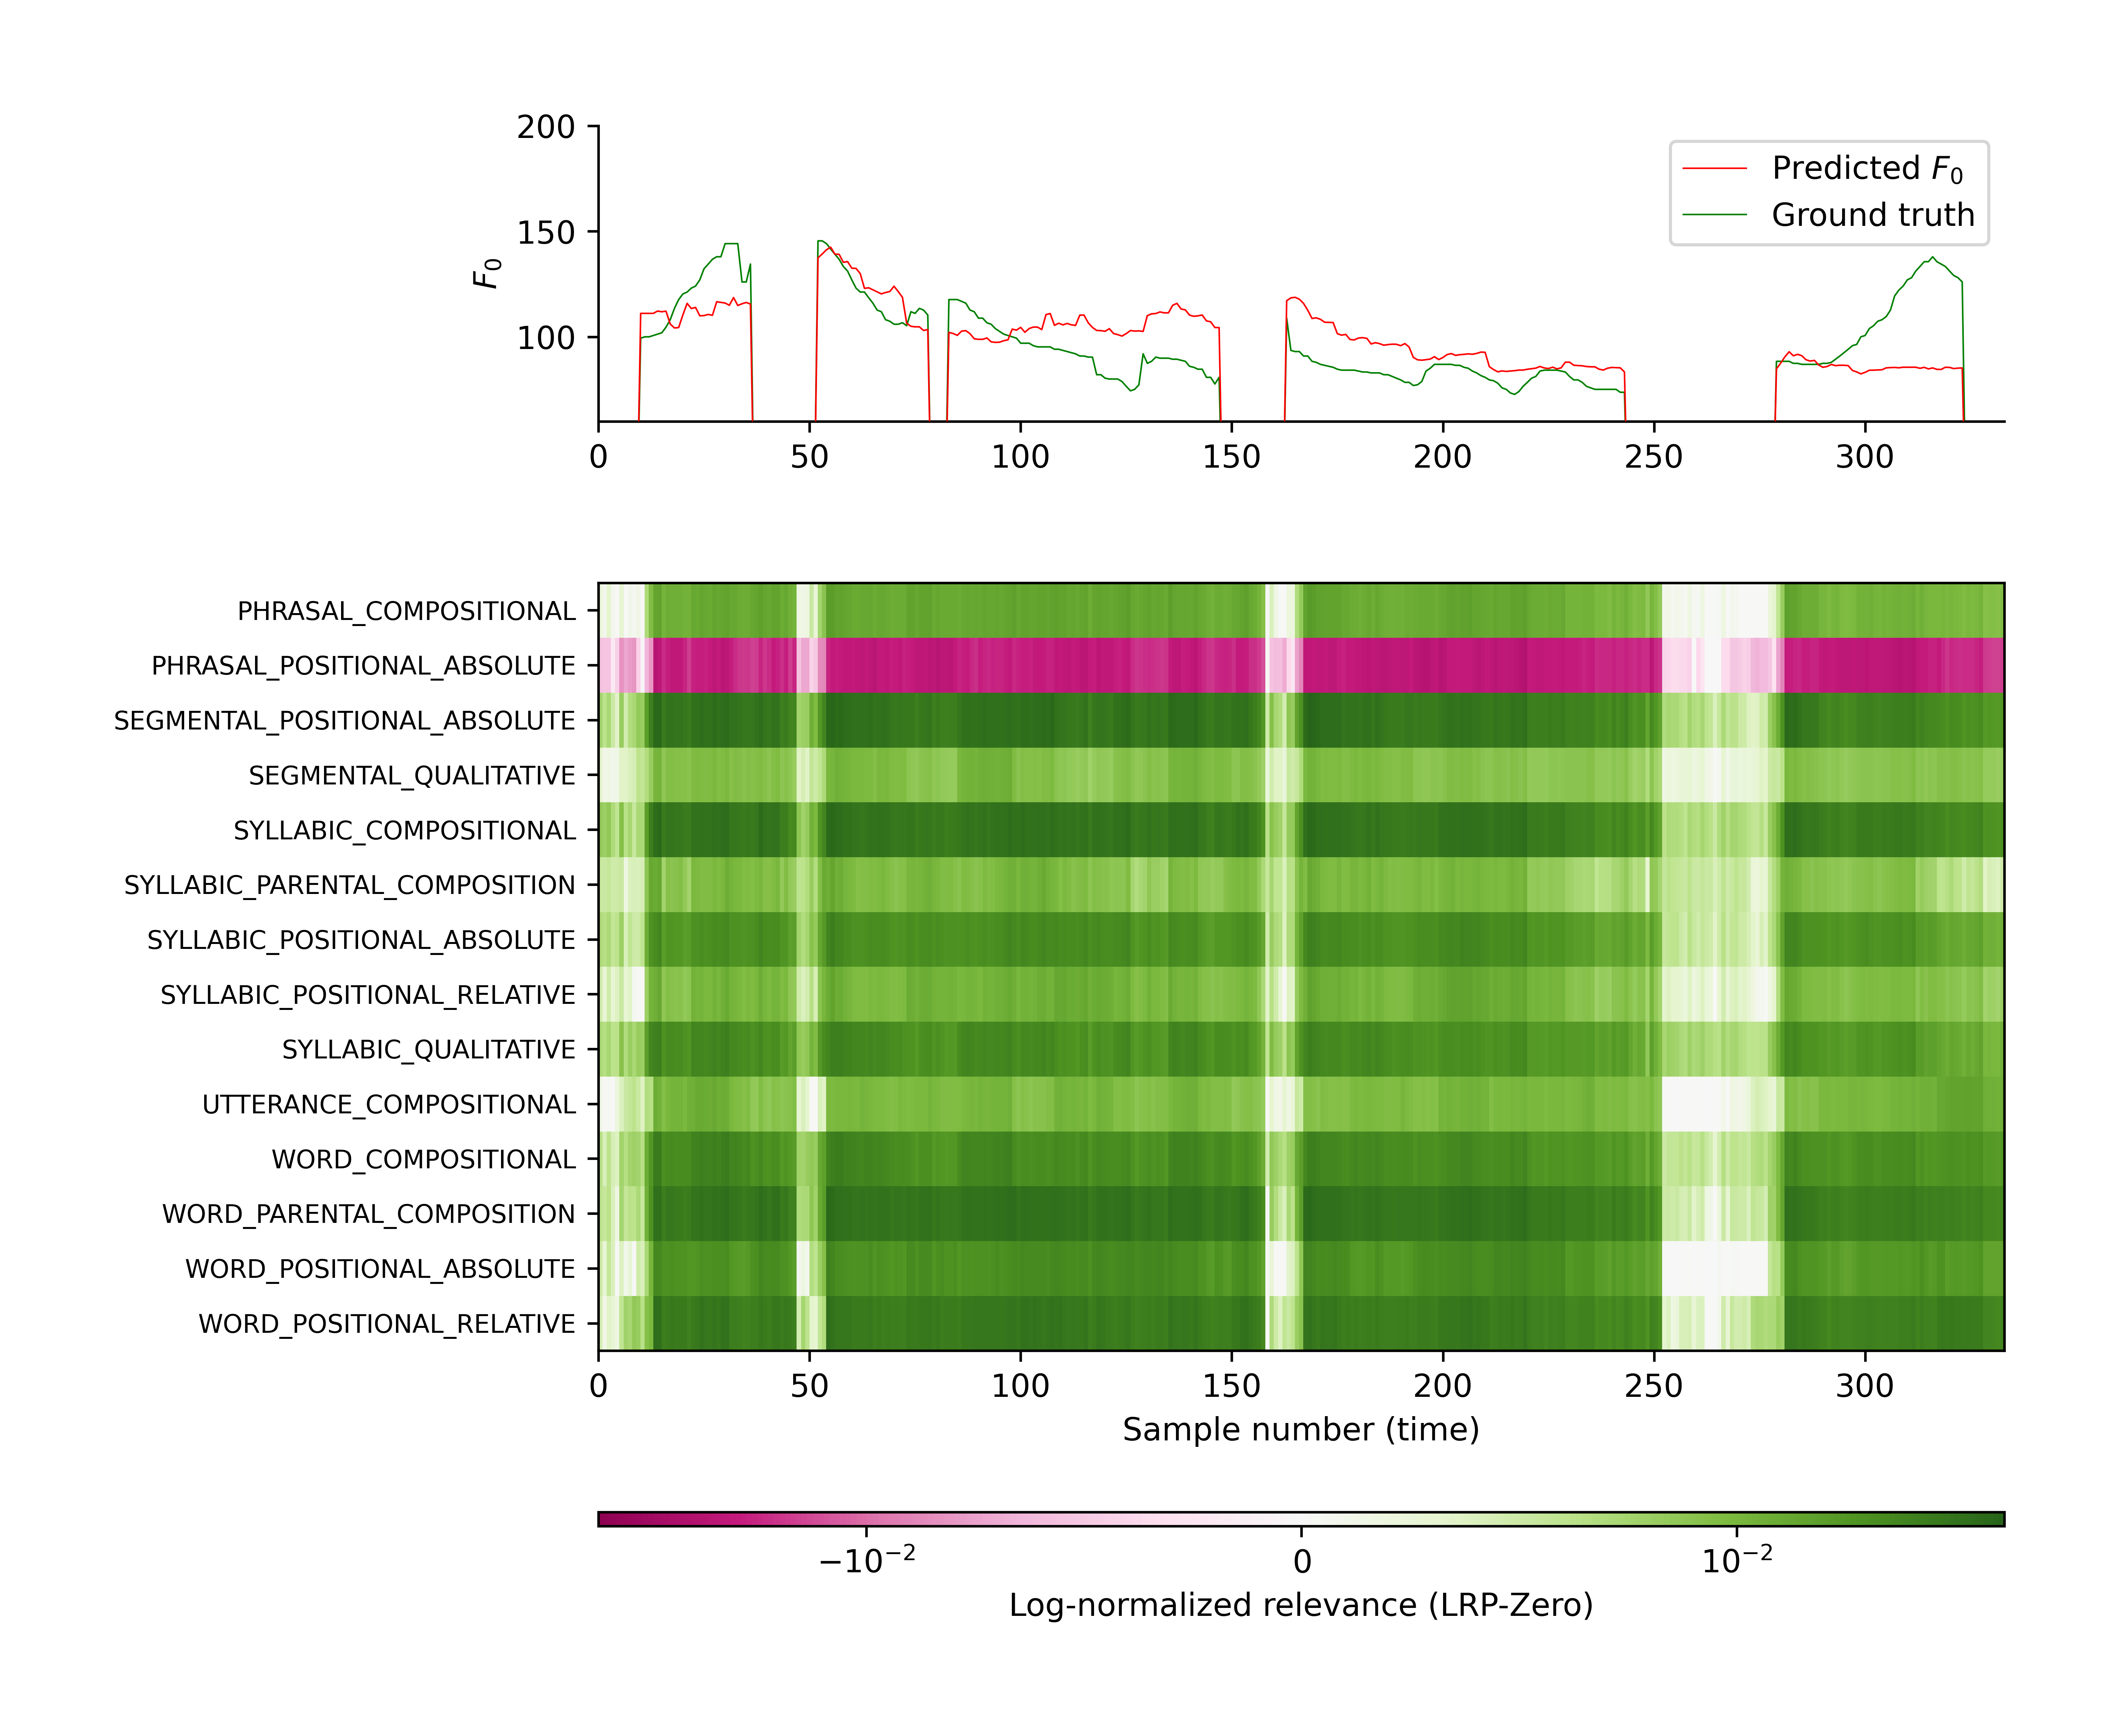 200
150
100
F₀
Predicted F₀
Ground truth
0 50 100 150 200 250 300
PHRASAL_COMPOSITIONAL
PHRASAL_POSITIONAL_ABSOLUTE
SEGMENTAL_POSITIONAL_ABSOLUTE
SEGMENTAL_QUALITATIVE
SYLLABIC_COMPOSITIONAL
SYLLABIC_PARENTAL_COMPOSITION
SYLLABIC_POSITIONAL_ABSOLUTE
SYLLABIC_POSITIONAL_RELATIVE
SYLLABIC_QUALITATIVE
UTTERANCE_COMPOSITIONAL
WORD_COMPOSITIONAL
WORD_PARENTAL_COMPOSITION
WORD_POSITIONAL_ABSOLUTE
WORD_POSITIONAL_RELATIVE
0 50 100 150 200 250 300
Sample number (time)
−10⁻² 0 10⁻²
Log-normalized relevance (LRP-Zero)